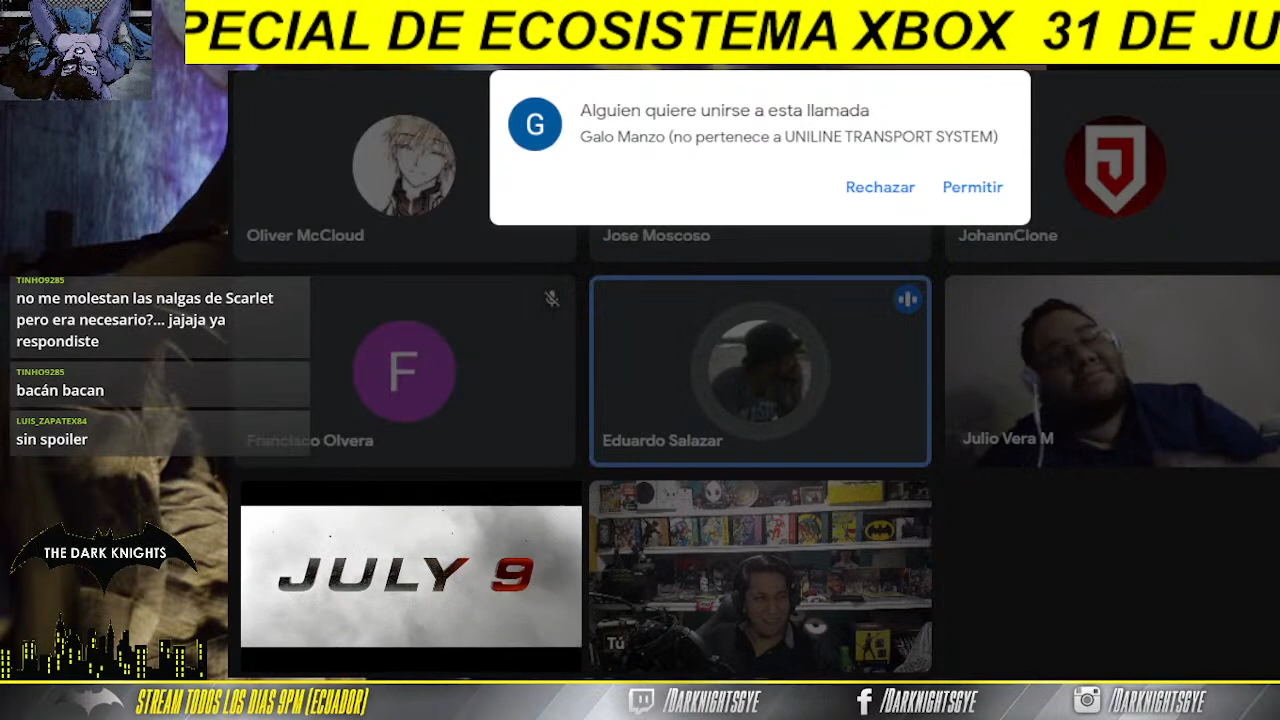 PECIAL DE ECOSISTEMA XBOX 31 DE JU
G
Alguien quiere unirse a esta llamada
Galo Manzo (no pertenece a UNILINE TRANSPORT SYSTEM)
Rechazar Permitir
Oliver McCloud
Jose Moscoso
JohannClone
J
TINHO9285
no me molestan las nalgas de Scarlet
pero era necesario?... jajaja ya
respondiste
TINHO9285
bacán bacan
LUIS_ZAPATEX84
sin spoiler
F
Francisco Olvera
Eduardo Salazar
Julio Vera M
THE DARK KNIGHTS
JULY 9
Tú
STREAM TODOS LOS DIAS 9PM (ECUADOR)
/DARKNIGHTSGYE
/DARKNIGHTSGYE
/DARKNIGHTSGYE